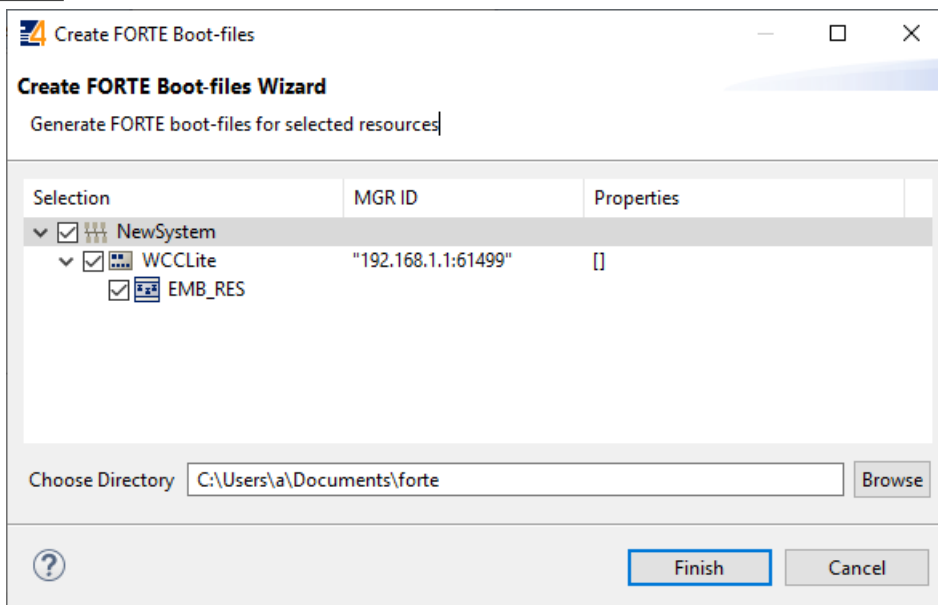 Create FORTE Boot-files
Create FORTE Boot-files Wizard
Generate FORTE boot-files for selected resources
Selection MGR ID Properties
NewSystem
WCCLite "192.168.1.1:61499" []
EMB_RES
Choose Directory C:\Users\a\Documents\forte Browse
Finish Cancel